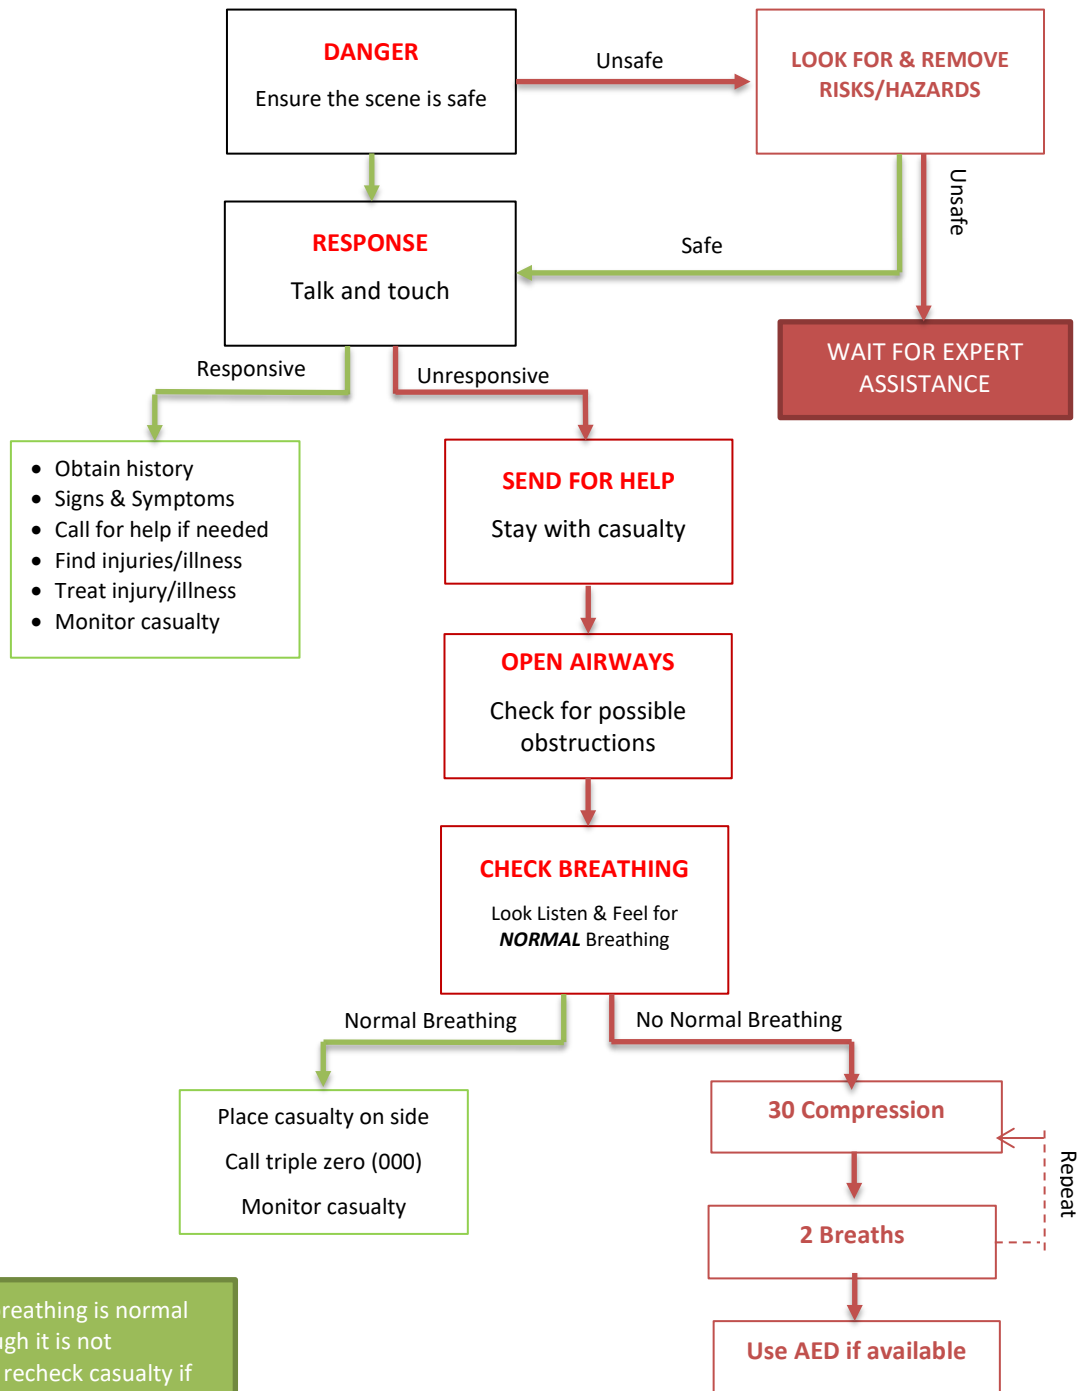 DANGER
Ensure the scene is safe
Unsafe
LOOK FOR & REMOVE
RISKS/HAZARDS
Unsafe
Safe
RESPONSE
Talk and touch
WAIT FOR EXPERT
ASSISTANCE
Responsive
Unresponsive
• Obtain history
• Signs & Symptoms
• Call for help if needed
• Find injuries/illness
• Treat injury/illness
• Monitor casualty
SEND FOR HELP
Stay with casualty
OPEN AIRWAYS
Check for possible
obstructions
CHECK BREATHING
Look Listen & Feel for
NORMAL Breathing
Normal Breathing
No Normal Breathing
Place casualty on side
Call triple zero (000)
Monitor casualty
30 Compression
Repeat
2 Breaths
Use AED if available
breathing is normal
it is not
recheck casualty if